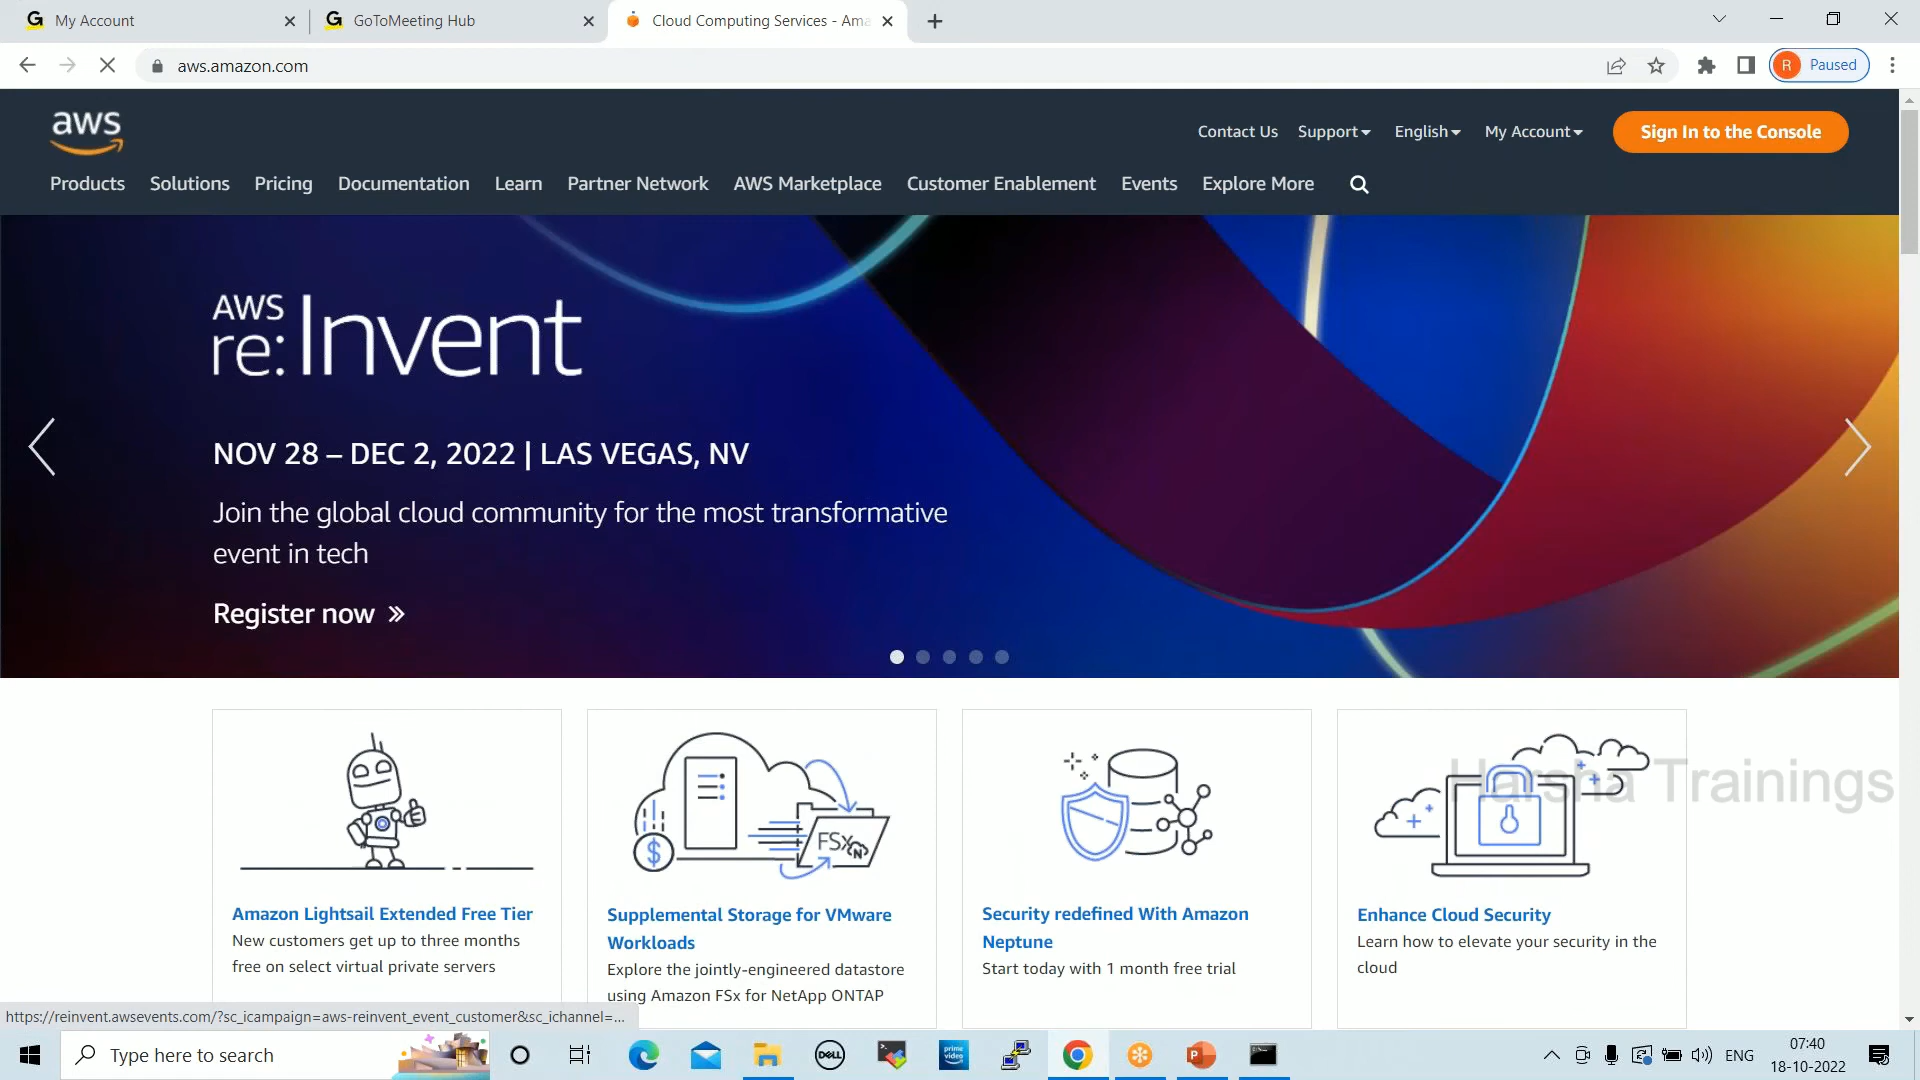 My Account
GoToMeeting Hub
Cloud Computing Services - Ama
aws.amazon.com
R Paused
aws
Contact Us Support English My Account Sign In to the Console
Products Solutions Pricing Documentation Learn Partner Network AWS Marketplace Customer Enablement Events Explore More
AWS
re:Invent
NOV 28 – DEC 2, 2022 | LAS VEGAS, NV
Join the global cloud community for the most transformative
event in tech
Register now »
Harsha Trainings
FSx
N
$
Amazon Lightsail Extended Free Tier
New customers get up to three months
free on select virtual private servers
Supplemental Storage for VMware
Workloads
Explore the jointly-engineered datastore
using Amazon FSx for NetApp ONTAP
Security redefined With Amazon
Neptune
Start today with 1 month free trial
Enhance Cloud Security
Learn how to elevate your security in the
cloud
https://reinvent.awsevents.com/?sc_icampaign=aws-reinvent_event_customer&sc_ichannel=...
Type here to search
DELL
prime
video
P
ENG
07:40
18-10-2022